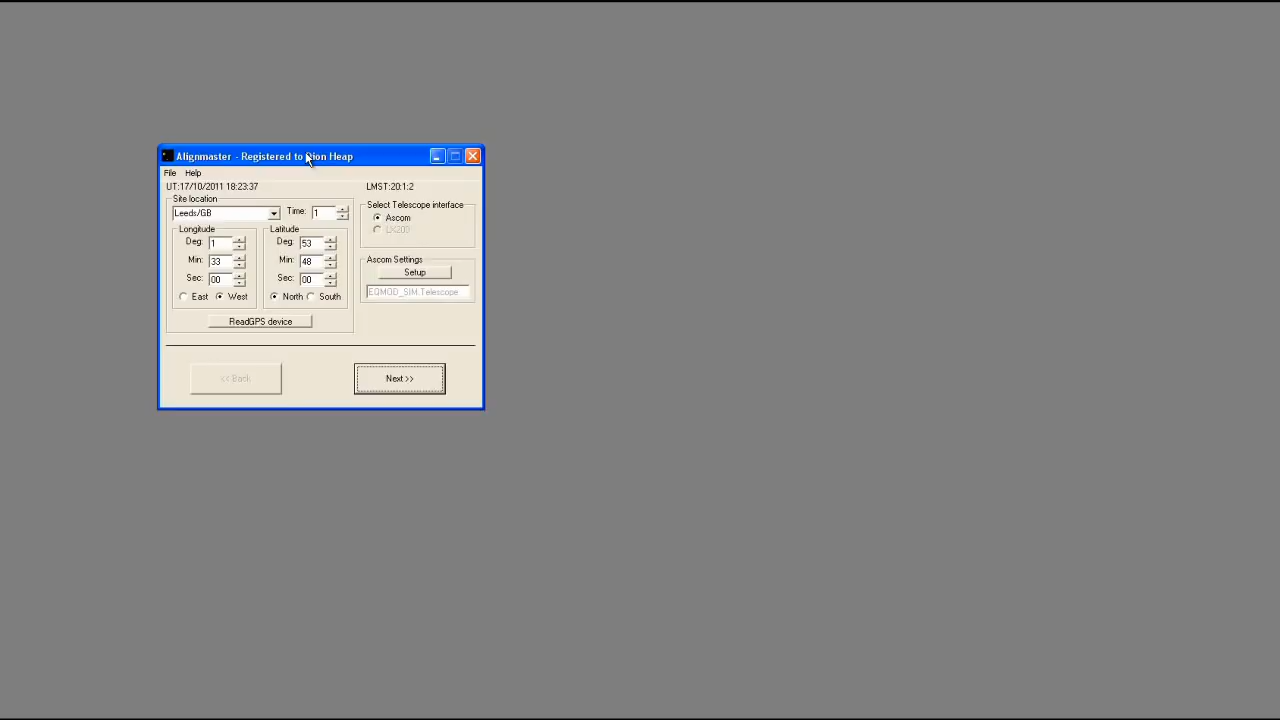 Alignmaster - Registered to Dion Heap
File Help
UT:17/10/2011 18:23:37 LMST:20:1:2
Site location
Leeds/GB Time: 1
Select Telescope interface
Ascom
LX200
Longitude Latitude
Deg: 1 Deg: 53
Min: 33 Min: 48
Sec: 00 Sec: 00
East West North South
Ascom Settings
Setup
EQMOD_SIM.Telescope
ReadGPS device
<< Back Next >>